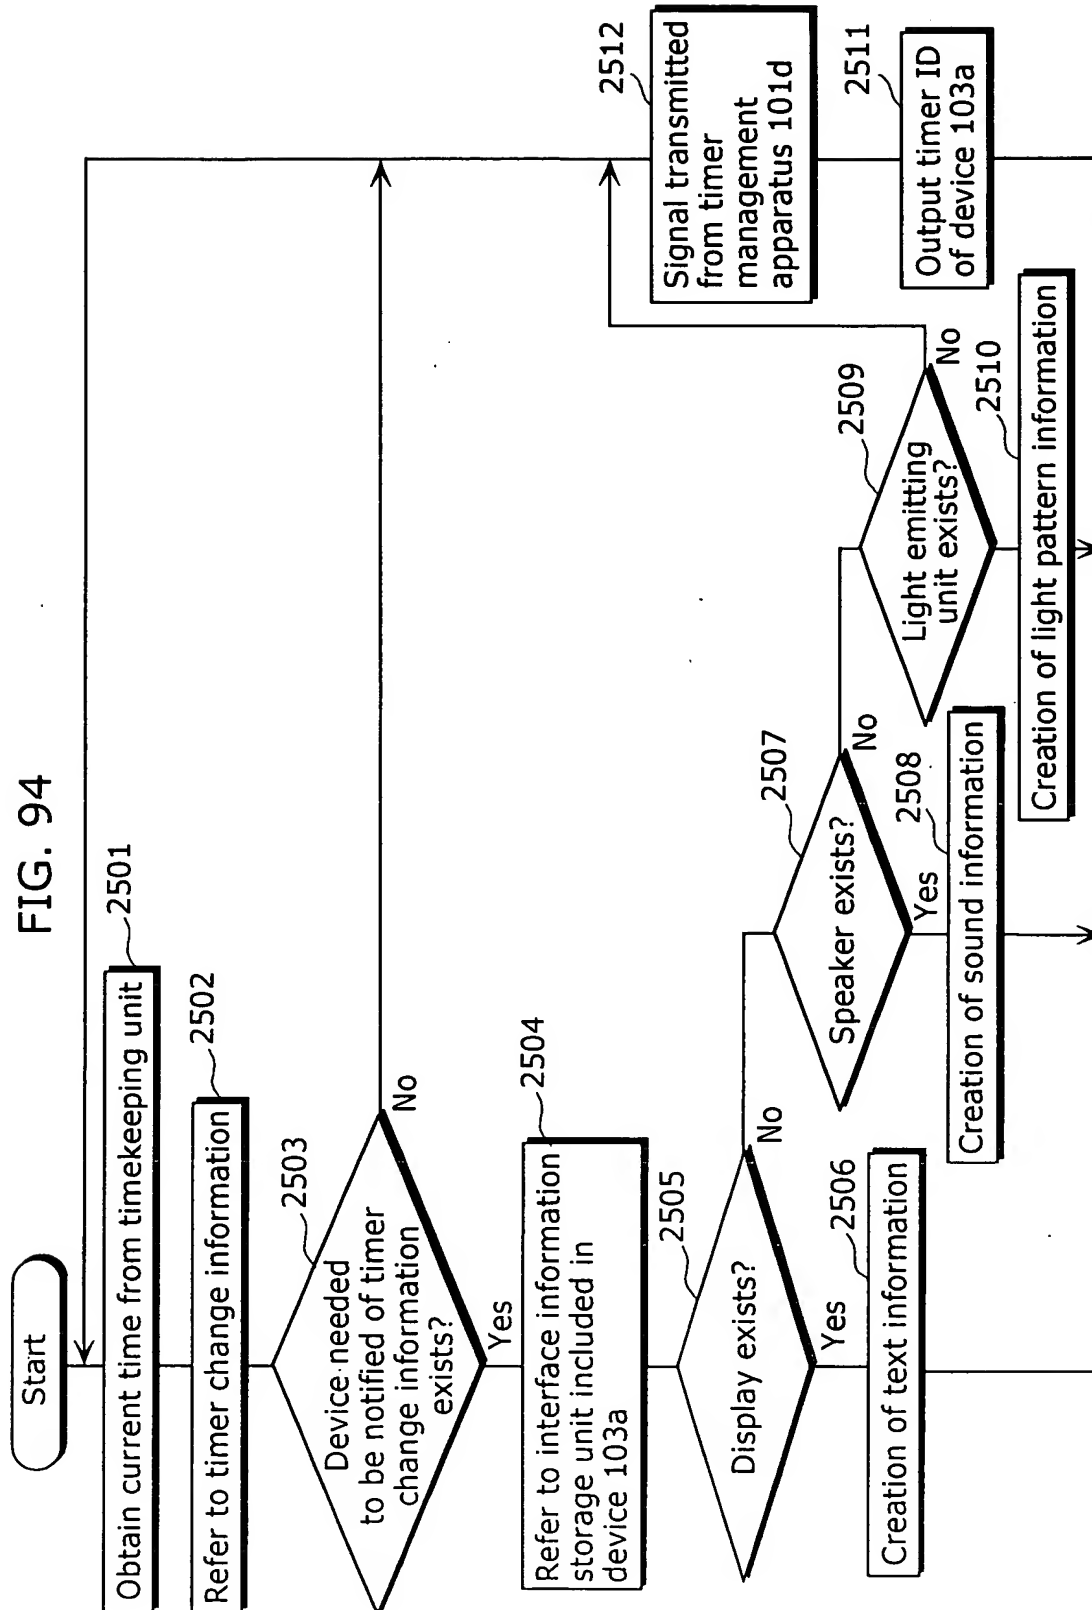 FIG. 94
Start
Obtain current time from timekeeping unit
2501
Refer to timer change information
2502
Device needed
to be notified of timer
change information
exists?
2503
No
Yes
Refer to interface information
storage unit included in
device 103a
2504
Display exists?
2505
No
Yes
Creation of text information
2506
Speaker exists?
2507
No
Yes
Creation of sound information
2508
Light emitting
unit exists?
2509
No
Creation of light pattern information
2510
Output timer ID
of device 103a
2511
Signal transmitted
from timer
management
apparatus 101d
2512